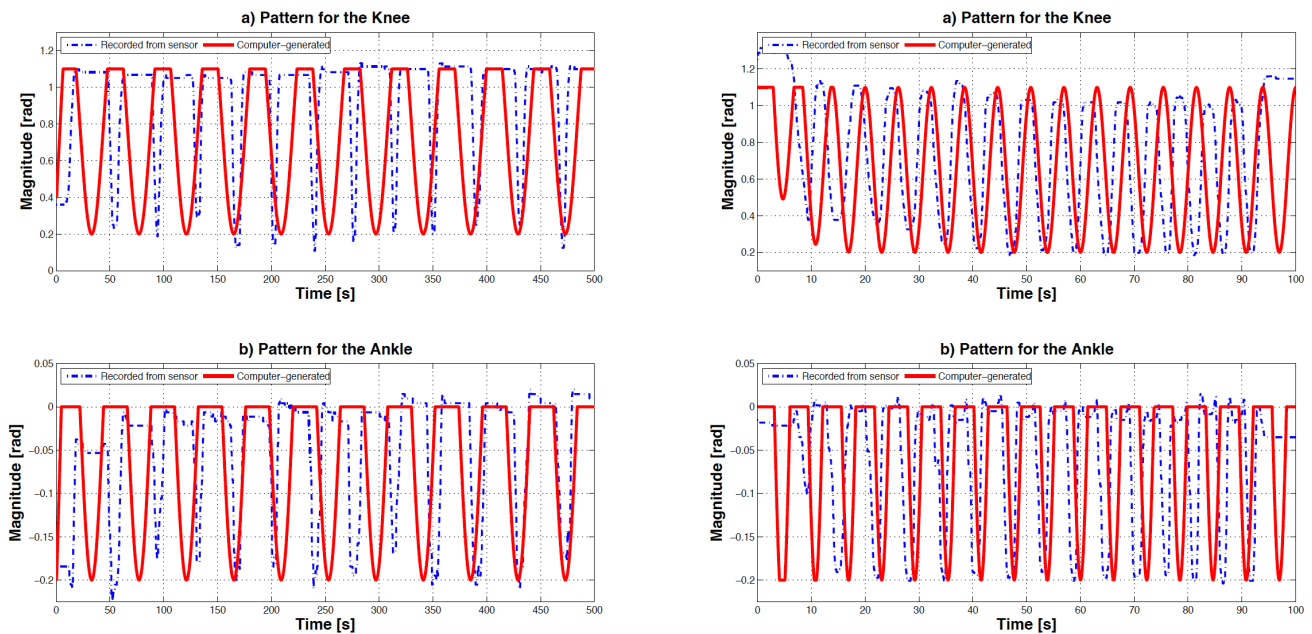 a) Pattern for the Knee
Recorded from sensor Computer-generated
Magnitude [rad]
1.2
1
0.8
0.6
0.4
0.2
0
0 50 100 150 200 250 300 350 400 450 500
Time [s]
a) Pattern for the Knee
Recorded from sensor Computer-generated
Magnitude [rad]
1.2
1
0.8
0.6
0.4
0.2
0 10 20 30 40 50 60 70 80 90 100
Time [s]
b) Pattern for the Ankle
Recorded from sensor Computer-generated
Magnitude [rad]
0.05
0
−0.05
−0.1
−0.15
−0.2
0 50 100 150 200 250 300 350 400 450 500
Time [s]
b) Pattern for the Ankle
Recorded from sensor Computer-generated
Magnitude [rad]
0.05
0
−0.05
−0.1
−0.15
−0.2
0 10 20 30 40 50 60 70 80 90 100
Time [s]